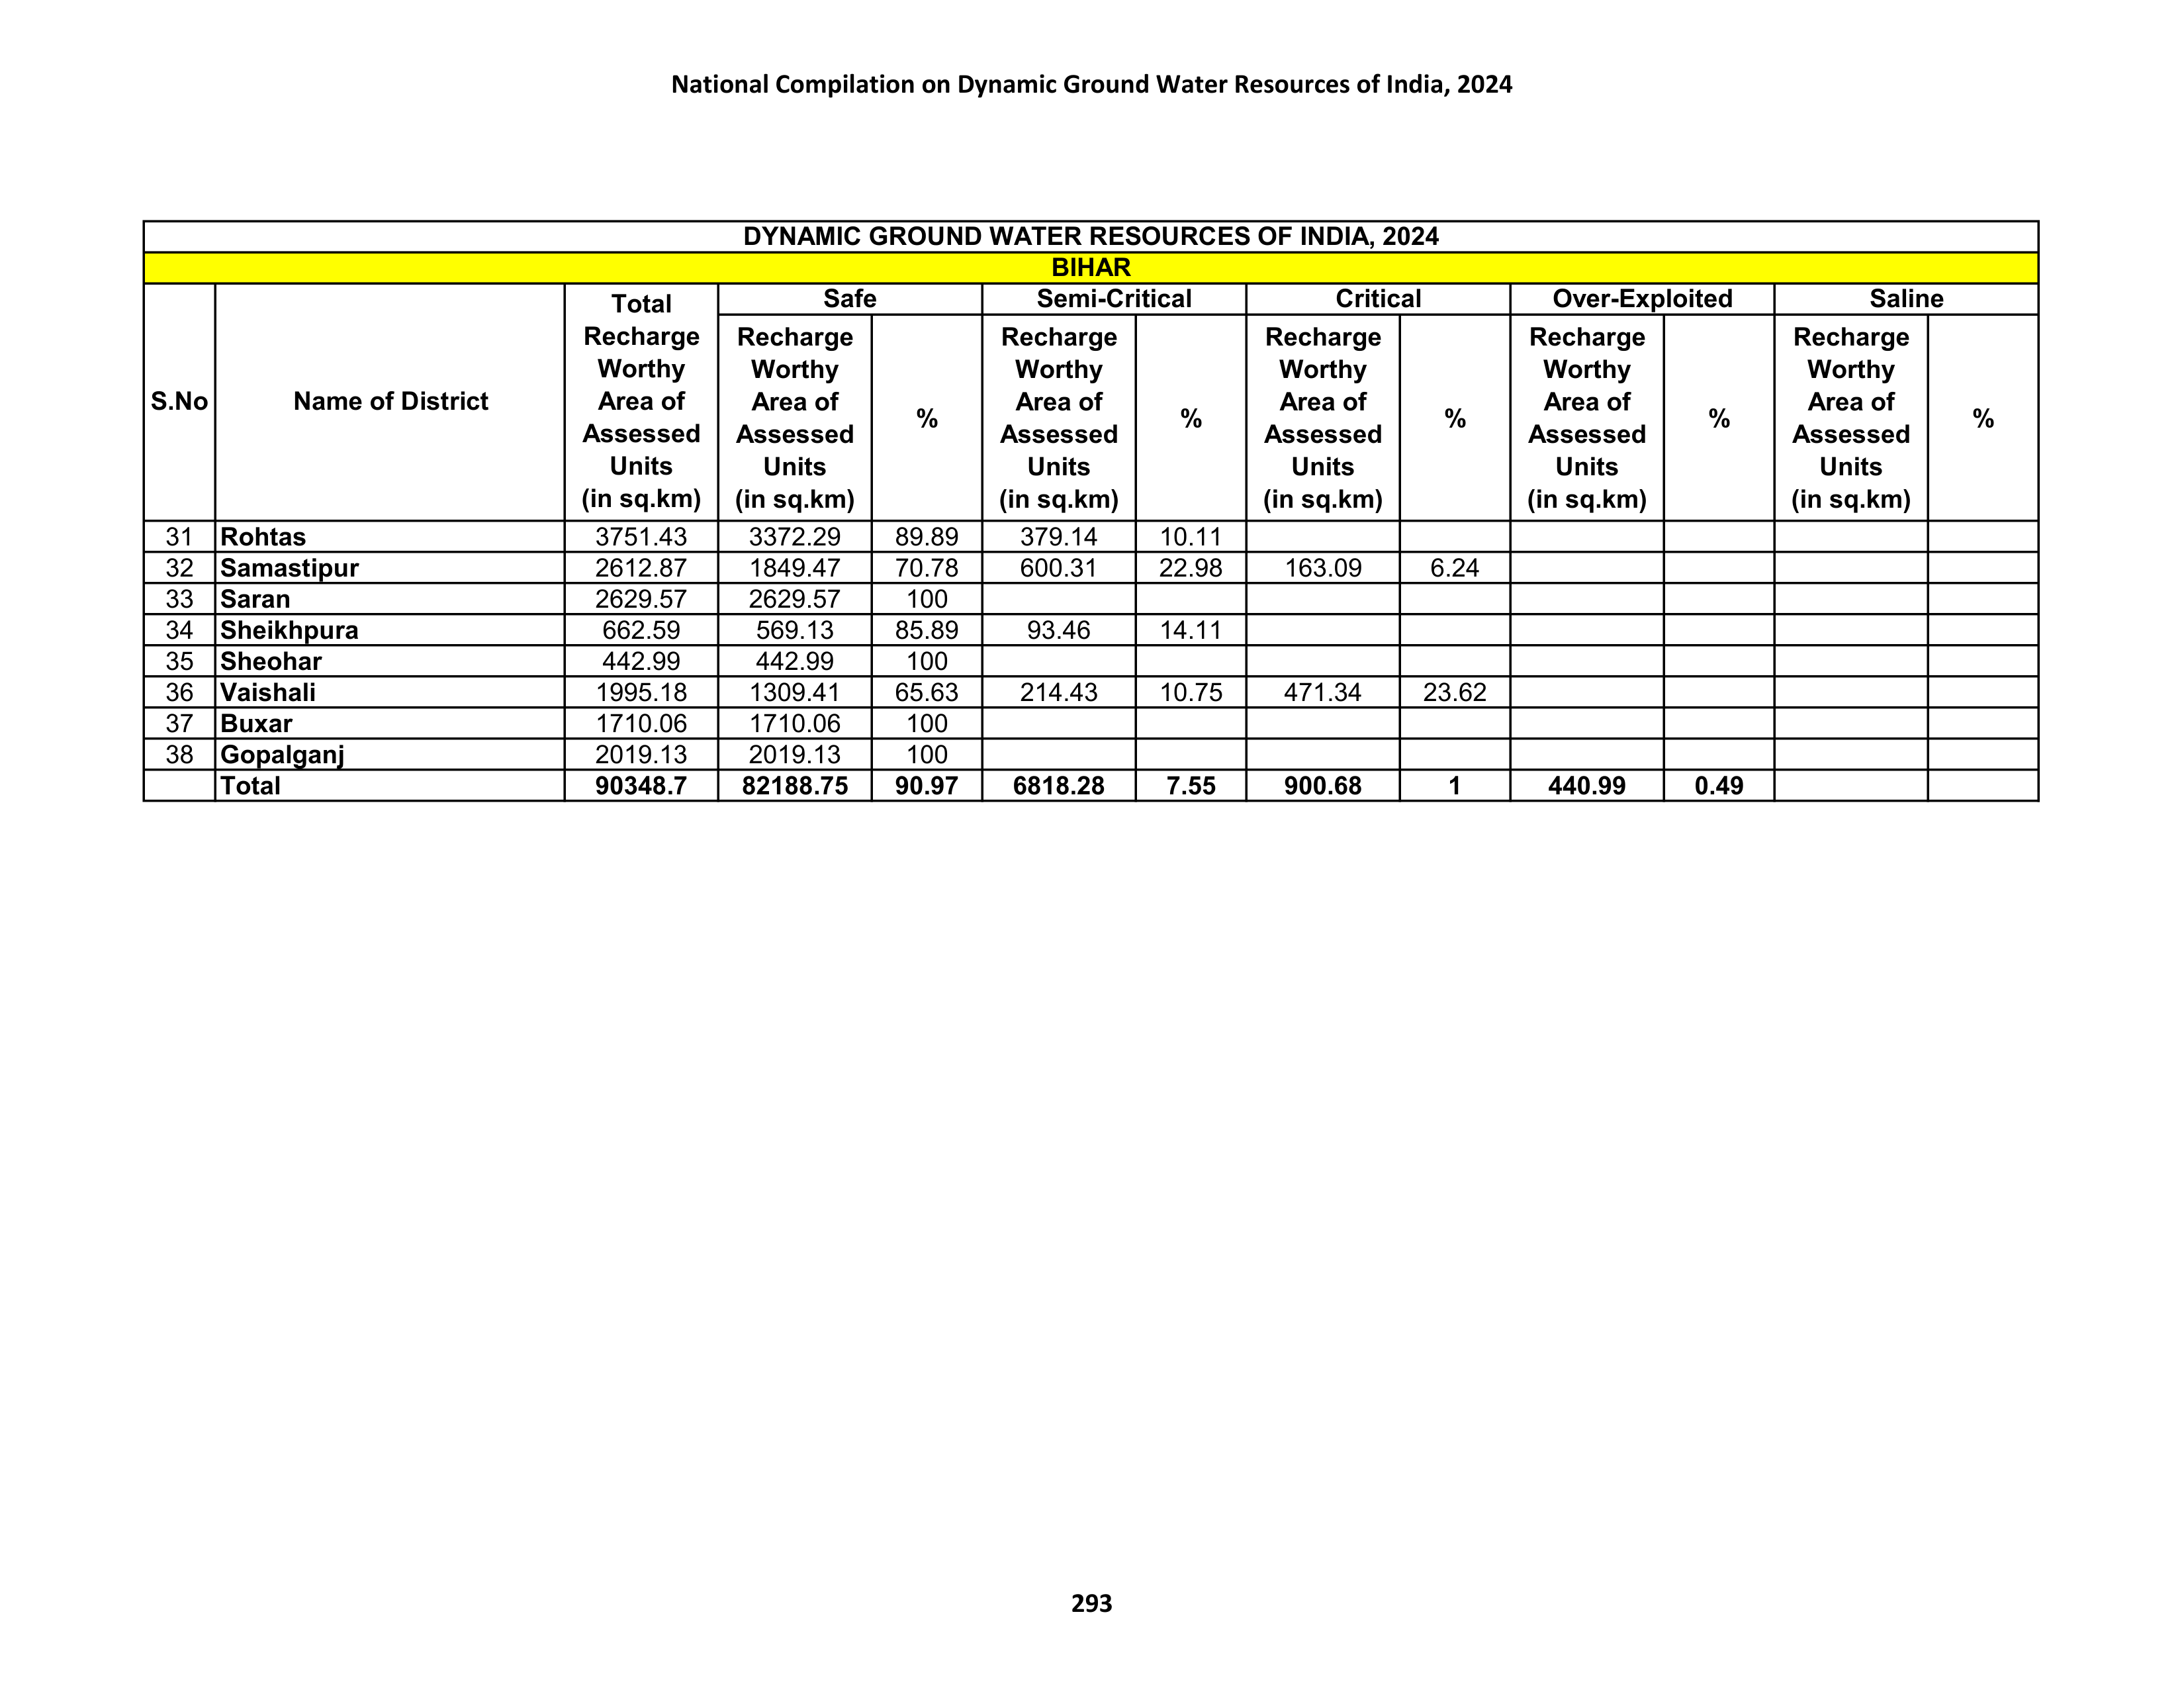 National Compilation on Dynamic Ground Water Resources of India, 2024
DYNAMIC GROUND WATER RESOURCES OF INDIA, 2024
BIHAR
S.No Name of District Total Recharge Worthy Area of Assessed Units (in sq.km) Safe Semi-Critical Critical Over-Exploited Saline
Recharge Worthy Area of Assessed Units (in sq.km) % Recharge Worthy Area of Assessed Units (in sq.km) % Recharge Worthy Area of Assessed Units (in sq.km) % Recharge Worthy Area of Assessed Units (in sq.km) % Recharge Worthy Area of Assessed Units (in sq.km) %
31 Rohtas 3751.43 3372.29 89.89 379.14 10.11
32 Samastipur 2612.87 1849.47 70.78 600.31 22.98 163.09 6.24
33 Saran 2629.57 2629.57 100
34 Sheikhpura 662.59 569.13 85.89 93.46 14.11
35 Sheohar 442.99 442.99 100
36 Vaishali 1995.18 1309.41 65.63 214.43 10.75 471.34 23.62
37 Buxar 1710.06 1710.06 100
38 Gopalganj 2019.13 2019.13 100
Total 90348.7 82188.75 90.97 6818.28 7.55 900.68 1 440.99 0.49
293